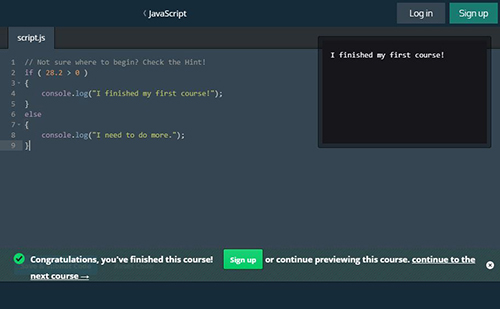 JavaScript
Log in
Sign up
script.js
I finished my first course!
1 // Not sure where to begin? Check the Hint!
2 if ( 28.2 > 0 )
3 {
4 console.log("I finished my first course!");
5 }
6 else
7 {
8 console.log("I need to do more.");
9 }
Congratulations, you've finished this course! Sign up or continue previewing this course. continue to the
next course →